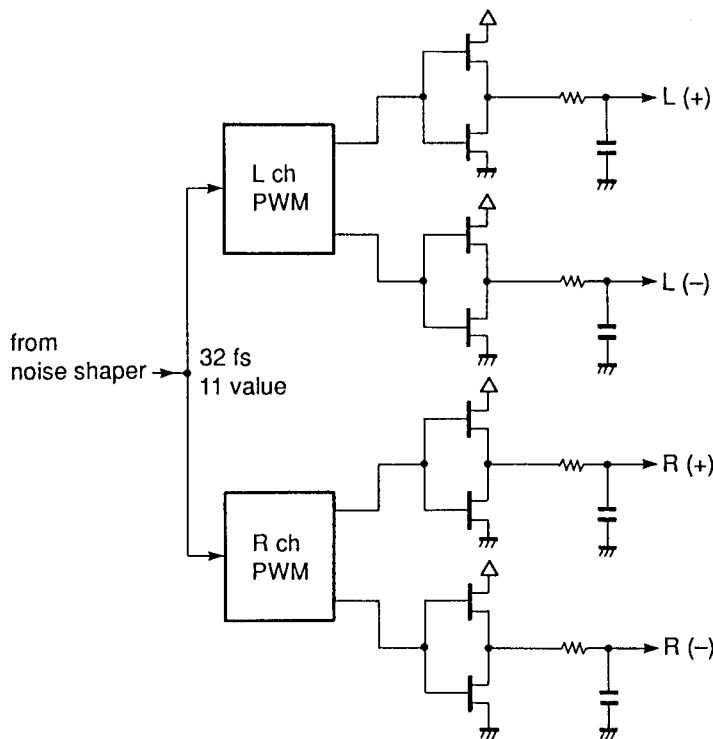 L (+)
L ch
PWM
L (–)
from
noise shaper
32 fs
11 value
R (+)
R ch
PWM
R (–)